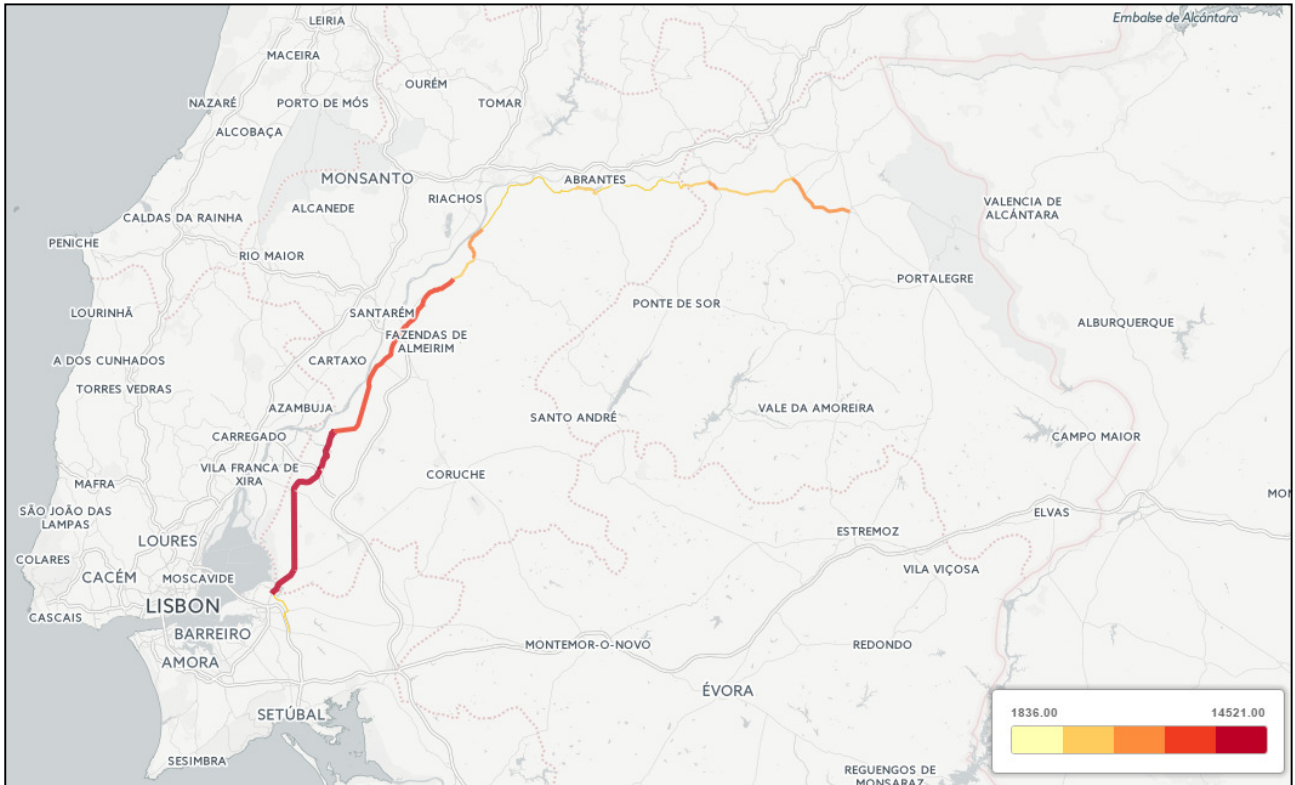 Embalse de Alcántara
LEIRIA
MACEIRA
OURÉM
NAZARÉ
PORTO DE MÓS
TOMAR
ALCOBAÇA
MONSANTO
ABRANTES
RIACHOS
ALCANEDE
VALENCIA DE
ALCÁNTARA
CALDAS DA RAINHA
PENICHE
RIO MAIOR
PORTALEGRE
PONTE DE SOR
LOURINHÃ
SANTARÉM
ALBURQUERQUE
FAZENDAS DE
ALMEIRIM
A DOS CUNHADOS
CARTAXO
TORRES VEDRAS
AZAMBUJA
SANTO ANDRÉ
VALE DA AMOREIRA
CARREGADO
CAMPO MAIOR
VILA FRANCA DE
XIRA
CORUCHE
MAFRA
MON
SÃO JOÃO DAS
LAMPAS
ELVAS
ESTREMOZ
LOURES
COLARES
CACÉM
MOSCAVIDE
VILA VIÇOSA
LISBON
CASCAIS
BARREIRO
MONTEMOR-O-NOVO
REDONDO
AMORA
ÉVORA
SETÚBAL
1836.00 14521.00
SESIMBRA
REGUENGOS DE
MONSARAZ